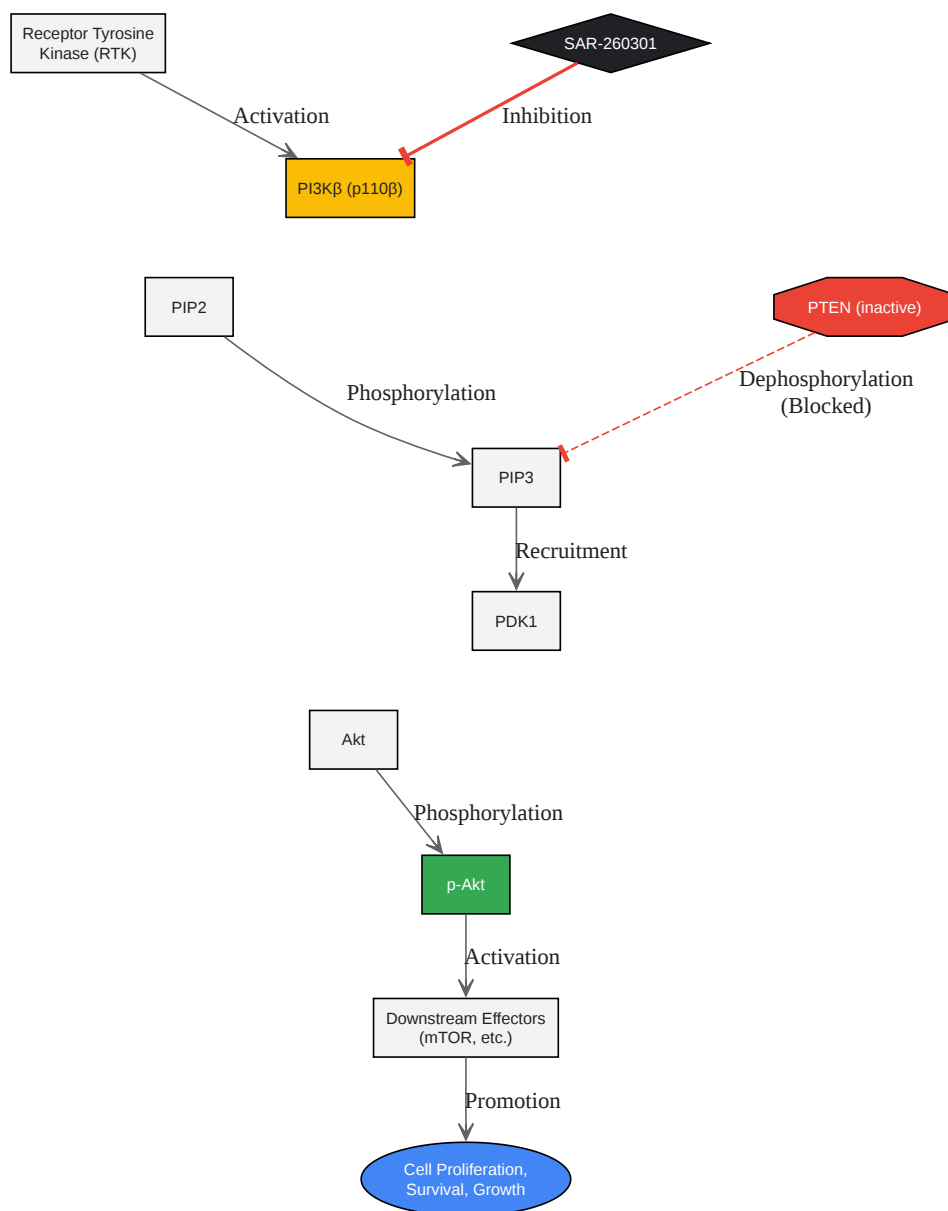 Receptor Tyrosine
Kinase (RTK)
SAR-260301
Activation
Inhibition
PI3Kβ (p110β)
PIP2
PTEN (inactive)
Phosphorylation
Dephosphorylation
(Blocked)
PIP3
Recruitment
PDK1
Akt
Phosphorylation
p-Akt
Activation
Downstream Effectors
(mTOR, etc.)
Promotion
Cell Proliferation,
Survival, Growth